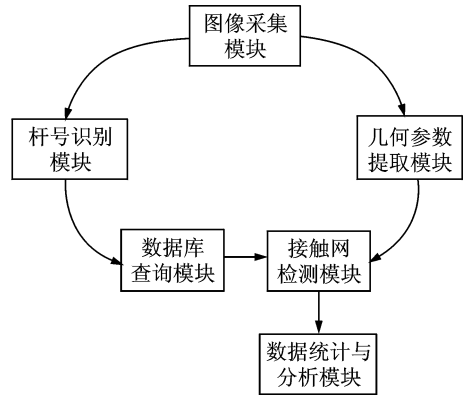 图像采集
模块
杆号识别
模块
几何参数
提取模块
数据库
查询模块
接触网
检测模块
数据统计与
分析模块